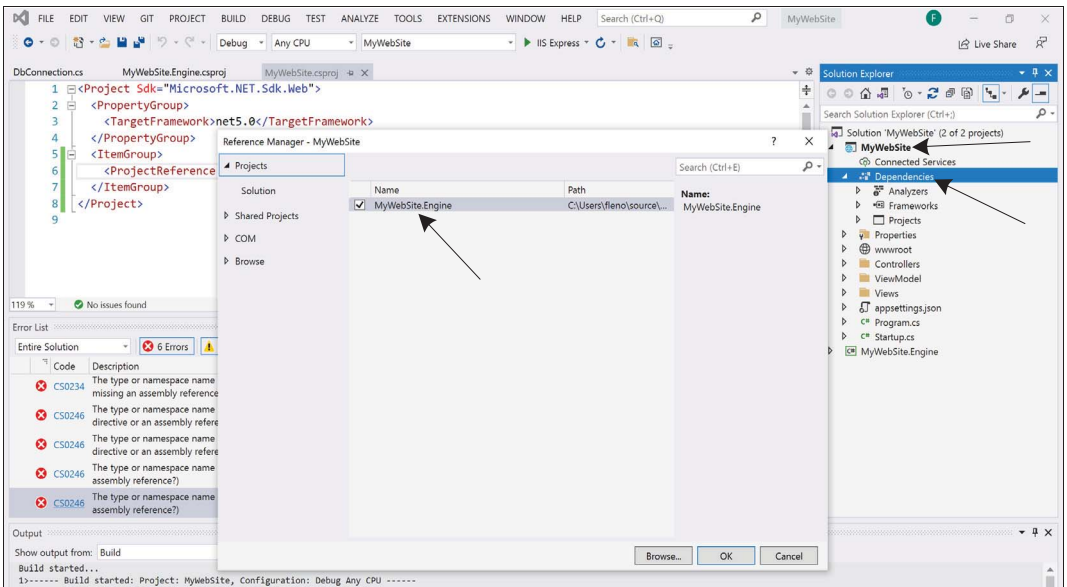 FILE EDIT VIEW GIT PROJECT BUILD DEBUG TEST ANALYZE TOOLS EXTENSIONS WINDOW HELP Search (Ctrl+Q) MyWebSite F
Debug Any CPU MyWebSite IIS Express Live Share
DbConnection.cs MyWebSite.Engine.csproj MyWebSite.csproj
1 <Project Sdk="Microsoft.NET.Sdk.Web">
2 <PropertyGroup>
3 <TargetFramework>net5.0</TargetFramework>
4 </PropertyGroup>
5 <ItemGroup>
6 <ProjectReference
7 </ItemGroup>
8 </Project>
9
119 % No issues found
Error List
Entire Solution 6 Errors
Code Description
CS0234 The type or namespace name
missing an assembly reference
CS0246 The type or namespace name
directive or an assembly refere
CS0246 The type or namespace name
directive or an assembly refere
CS0246 The type or namespace name
assembly reference?)
CS0246 The type or namespace name
assembly reference?)
Output
Show output from: Build
Build started...
1>------ Build started: Project: MyWebSite, Configuration: Debug Any CPU ------
Reference Manager - MyWebSite ? X
Projects
Search (Ctrl+E)
Solution
Shared Projects
COM
Browse
Name Path
MyWebSite.Engine C:\Users\fleno\source\...
Name:
MyWebSite.Engine
Browse... OK Cancel
Solution Explorer
Search Solution Explorer (Ctrl+;)
Solution 'MyWebSite' (2 of 2 projects)
MyWebSite
Connected Services
Dependencies
Analyzers
Frameworks
Projects
Properties
wwwroot
Controllers
ViewModel
Views
appsettings.json
C# Program.cs
C# Startup.cs
C# MyWebSite.Engine